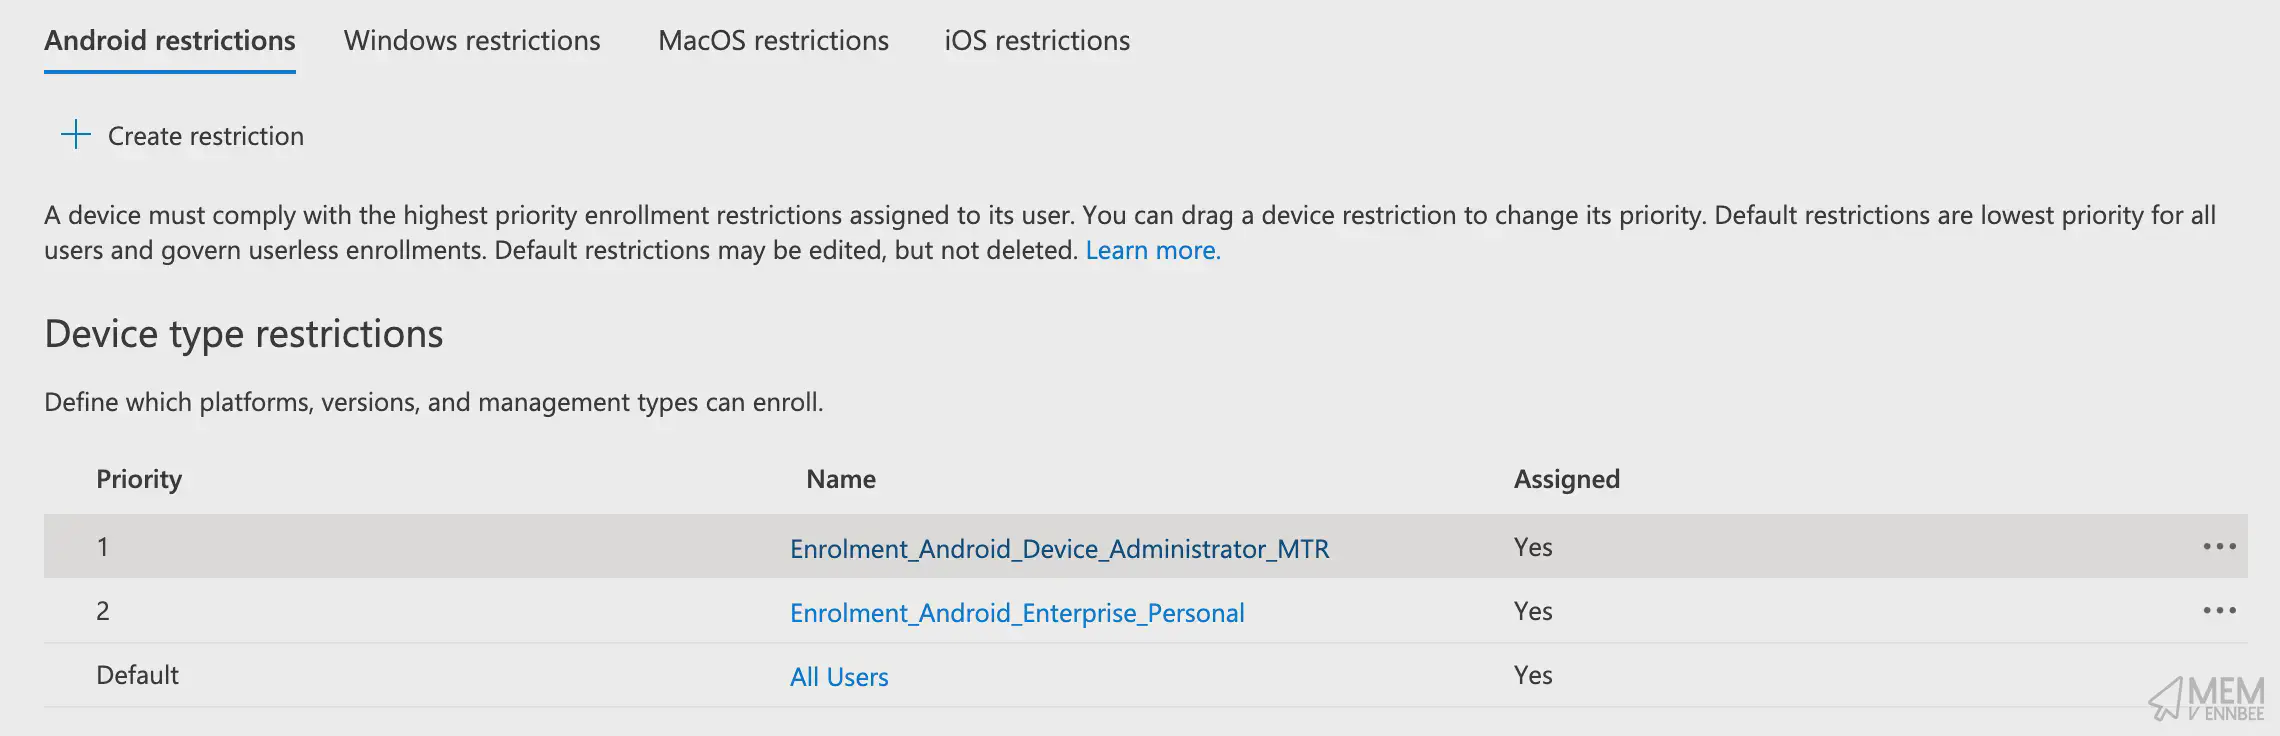 Android restrictions Windows restrictions MacOS restrictions iOS restrictions
Create restriction
A device must comply with the highest priority enrollment restrictions assigned to its user. You can drag a device restriction to change its priority. Default restrictions are lowest priority for all
users and govern userless enrollments. Default restrictions may be edited, but not deleted. Learn more.
Device type restrictions
Define which platforms, versions, and management types can enroll.
Priority Name Assigned
1 Enrolment_Android_Device_Administrator_MTR Yes
2 Enrolment_Android_Enterprise_Personal Yes
Default All Users Yes
MEM
V ENNBEE